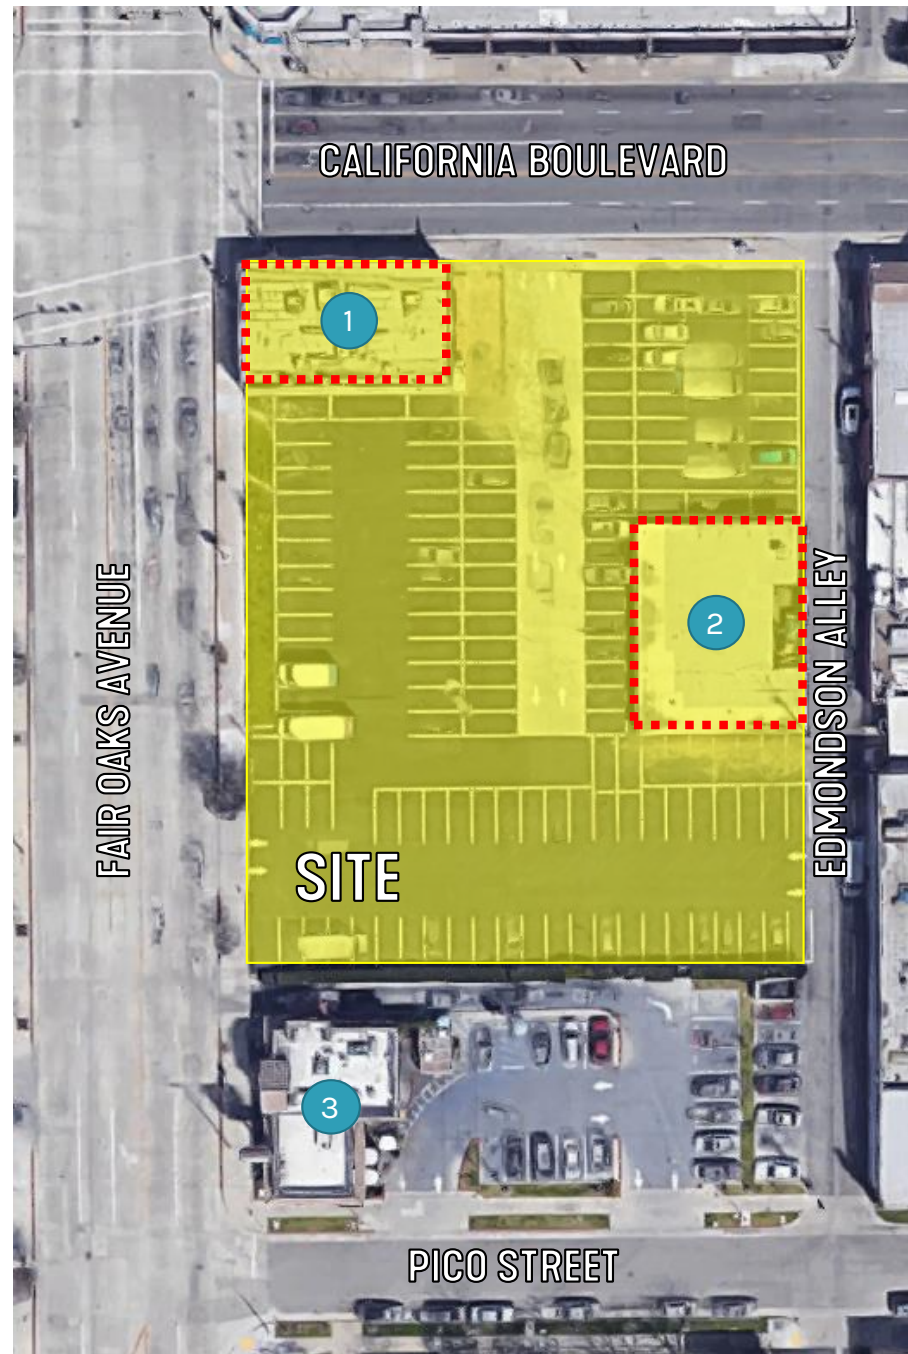 CALIFORNIA BOULEVARD
1
FAIR OAKS AVENUE
2
EDMONDSON ALLEY
SITE
3
PICO STREET